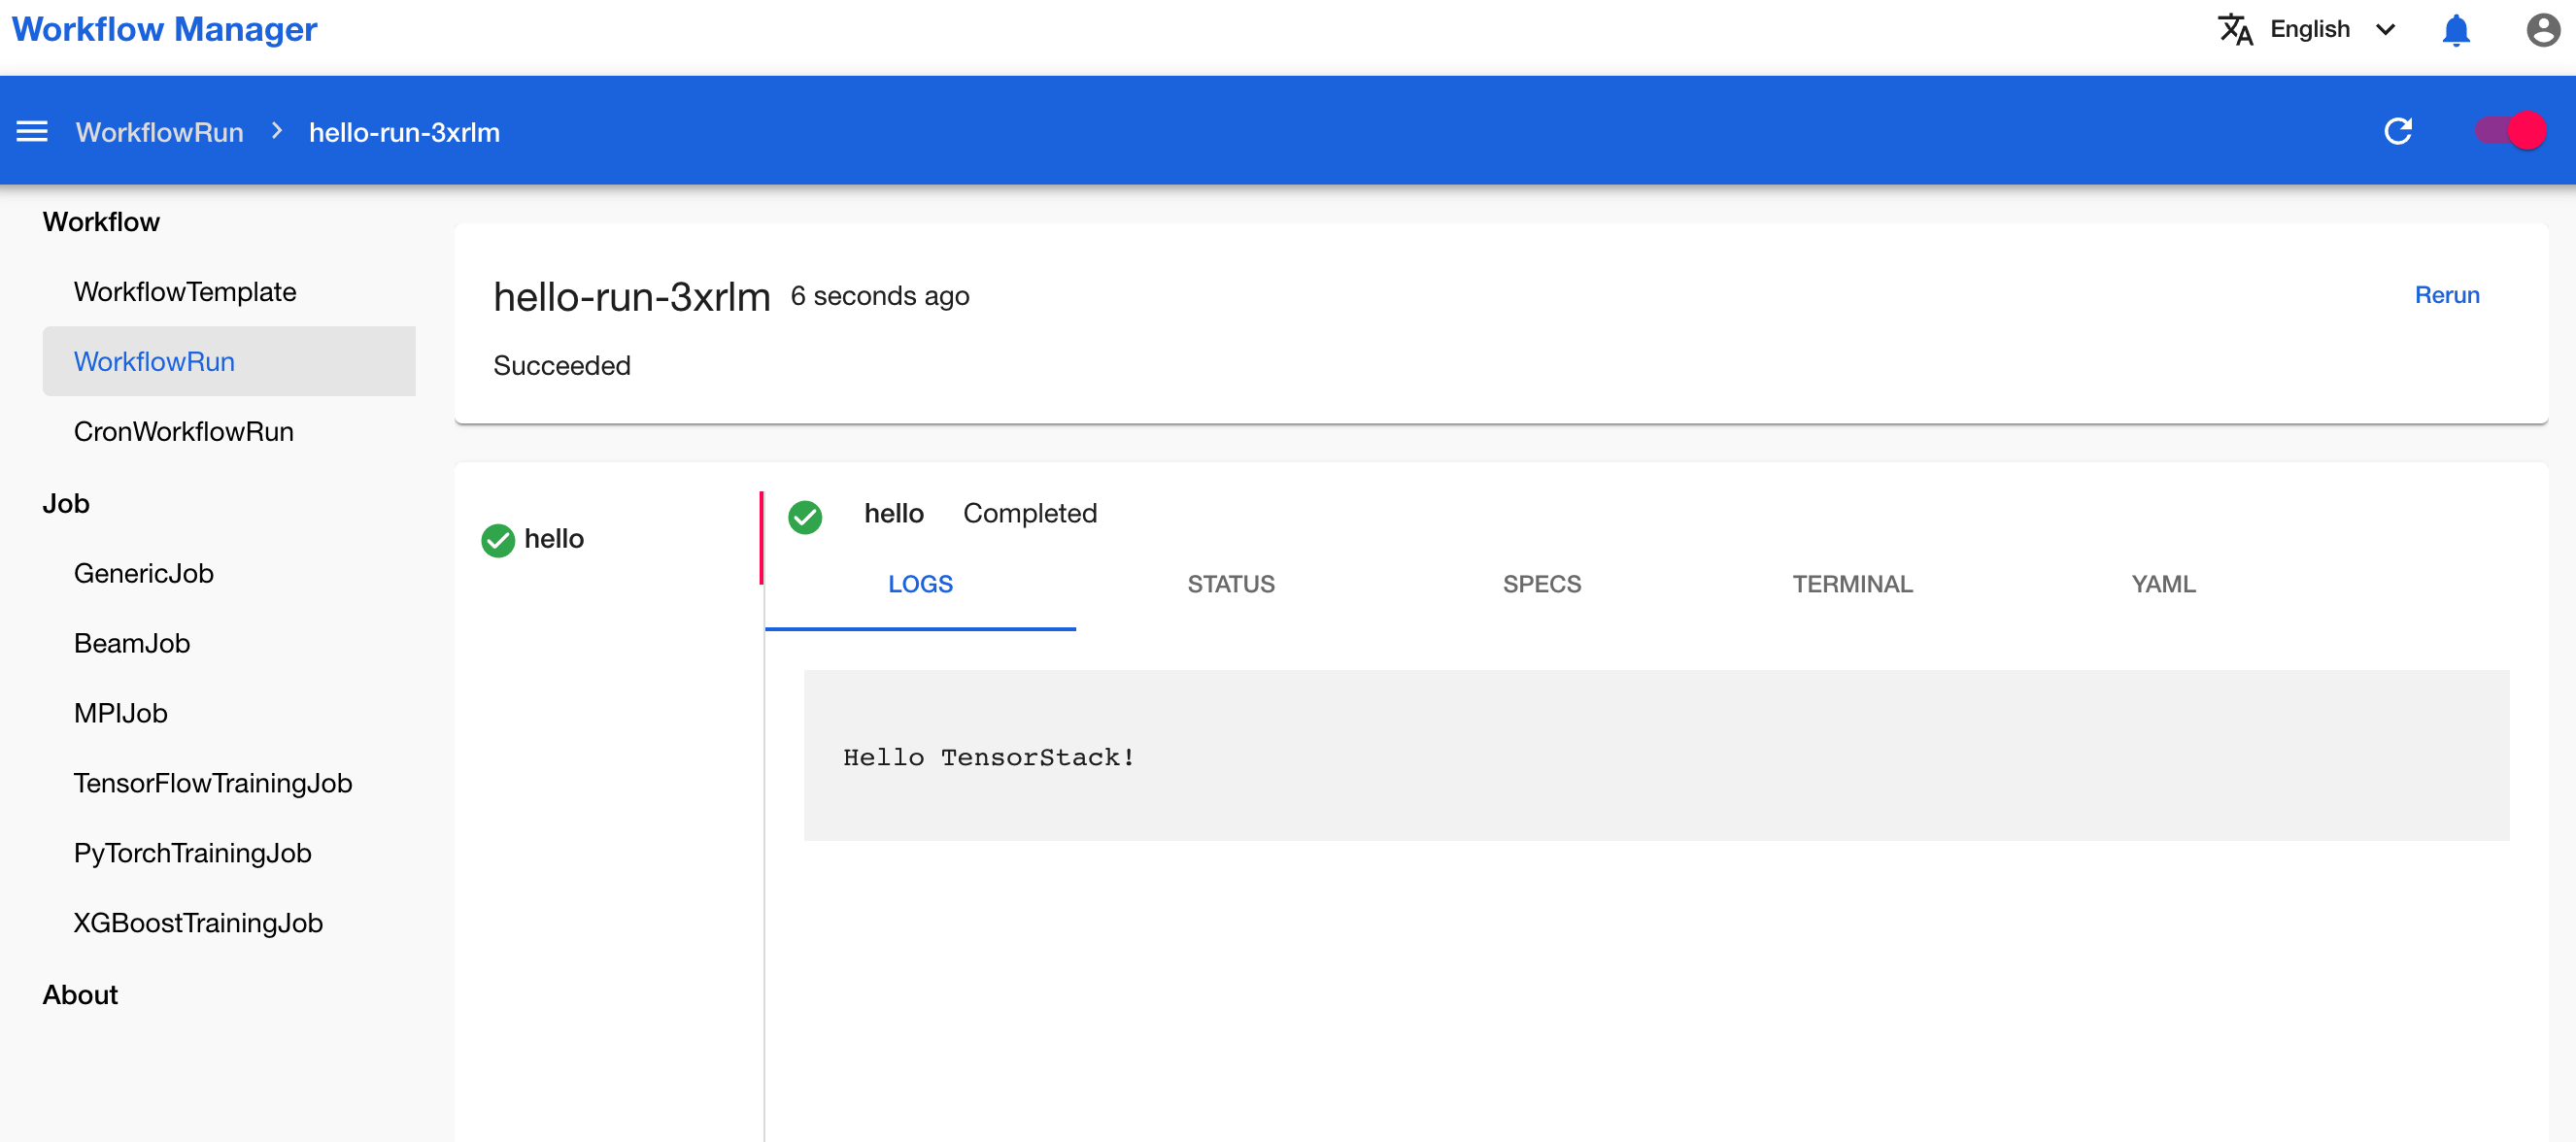 Workflow Manager
English
WorkflowRun > hello-run-3xrlm
Workflow
WorkflowTemplate
WorkflowRun
CronWorkflowRun
Job
GenericJob
BeamJob
MPIJob
TensorFlowTrainingJob
PyTorchTrainingJob
XGBoostTrainingJob
About
hello-run-3xrlm 6 seconds ago
Rerun
Succeeded
hello
hello Completed
LOGS STATUS SPECS TERMINAL YAML
Hello TensorStack!